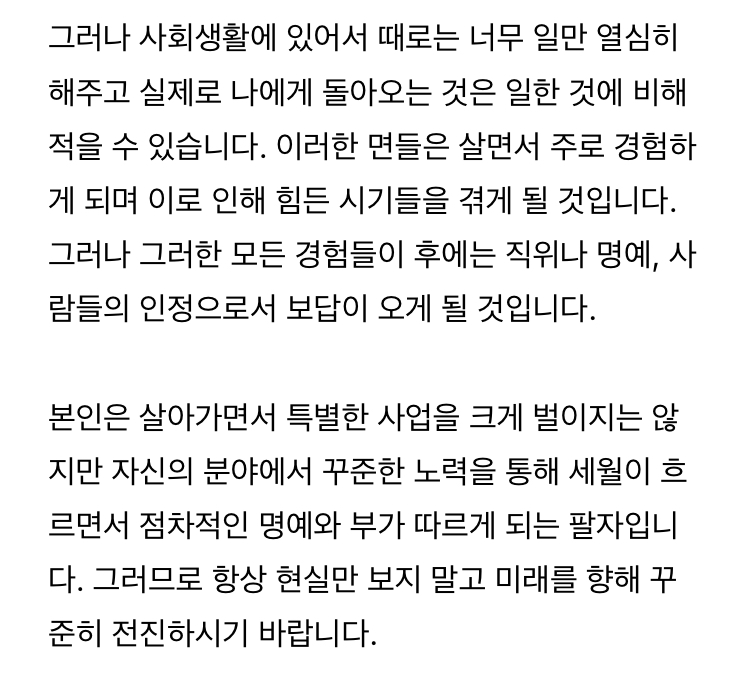 그러나 사회생활에 있어서 때로는 너무 일만 열심히
해주고 실제로 나에게 돌아오는 것은 일한 것에 비해
적을 수 있습니다. 이러한 면들은 살면서 주로 경험하
게 되며 이로 인해 힘든 시기들을 겪게 될 것입니다.
그러나 그러한 모든 경험들이 후에는 직위나 명예, 사
람들의 인정으로서 보답이 오게 될 것입니다.
본인은 살아가면서 특별한 사업을 크게 벌이지는 않
지만 자신의 분야에서 꾸준한 노력을 통해 세월이 흐
르면서 점차적인 명예와 부가 따르게 되는 팔자입니
다. 그러므로 항상 현실만 보지 말고 미래를 향해 꾸
준히 전진하시기 바랍니다.